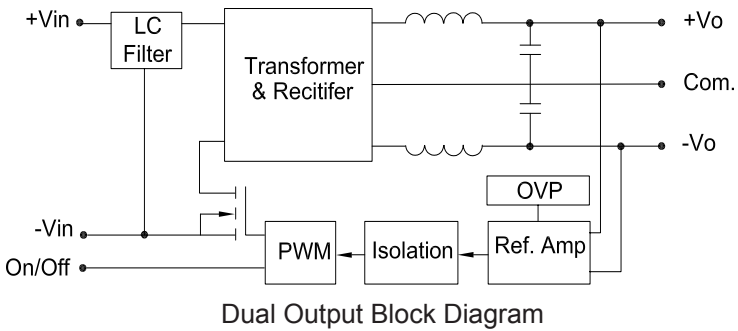 +Vin
LC
Filter
Transformer
& Recitifer
+Vo
Com.
-Vo
OVP
-Vin
PWM
Isolation
Ref. Amp
On/Off
Dual Output Block Diagram